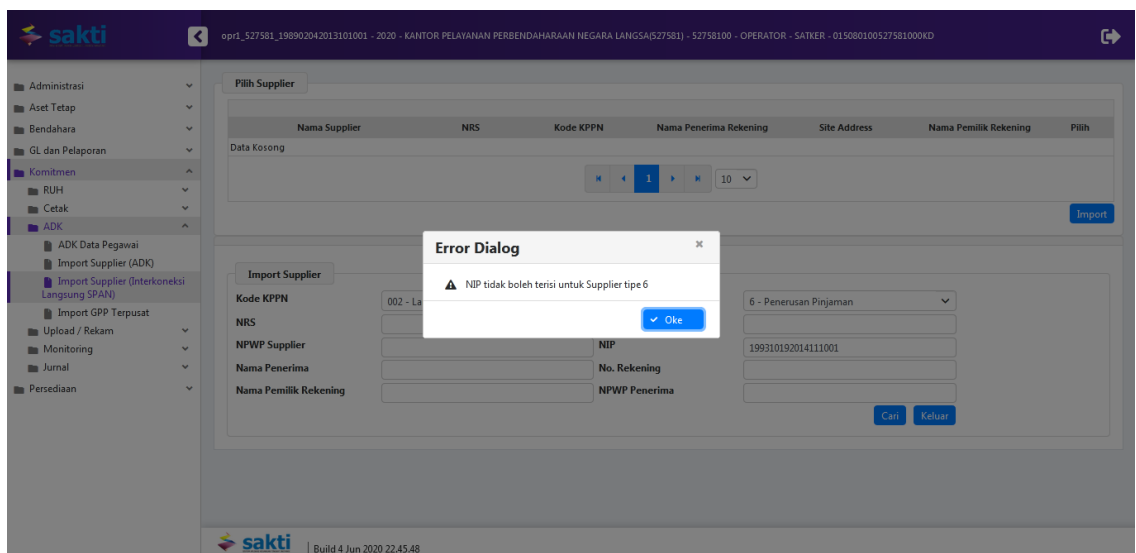 sakti
opr1_527581_198902042013101001 - 2020 - KANTOR PELAYANAN PERBENDAHARAAN NEGARA LANGSA(527581) - 52758100 - OPERATOR - SATKER - 015080100527581000KD
Administrasi
Aset Tetap
Bendahara
GL dan Pelaporan
Komitmen
RUH
Cetak
ADK
ADK Data Pegawai
Import Supplier (ADK)
Import Supplier (Interkoneksi
Langsung SPAN)
Import GPP Terpusat
Upload / Rekam
Monitoring
Jurnal
Persediaan
Pilih Supplier
Nama Supplier NRS Kode KPPN Nama Penerima Rekening Site Address Nama Pemilik Rekening Pilih
Data Kosong
1 10
Import
Error Dialog
NIP tidak boleh terisi untuk Supplier tipe 6
Oke
Import Supplier
Kode KPPN 002 - La 6 - Penerusan Pinjaman
NRS
NPWP Supplier NIP 199310192014111001
Nama Penerima No. Rekening
Nama Pemilik Rekening NPWP Penerima
Cari Keluar
sakti | Build 4 Jun 2020 22.45.48